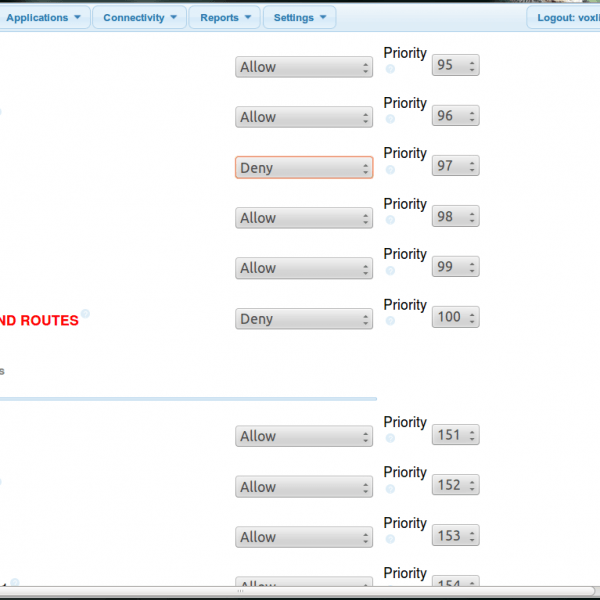 Applications Connectivity Reports Settings Logout: voxli
Priority
Allow 95
Priority
Allow 96
Priority
Deny 97
Priority
Allow 98
Priority
Allow 99
Priority
ND ROUTES Deny 100
s
Priority
Allow 151
Priority
Allow 152
Priority
Allow 153
Priority
Allow 154